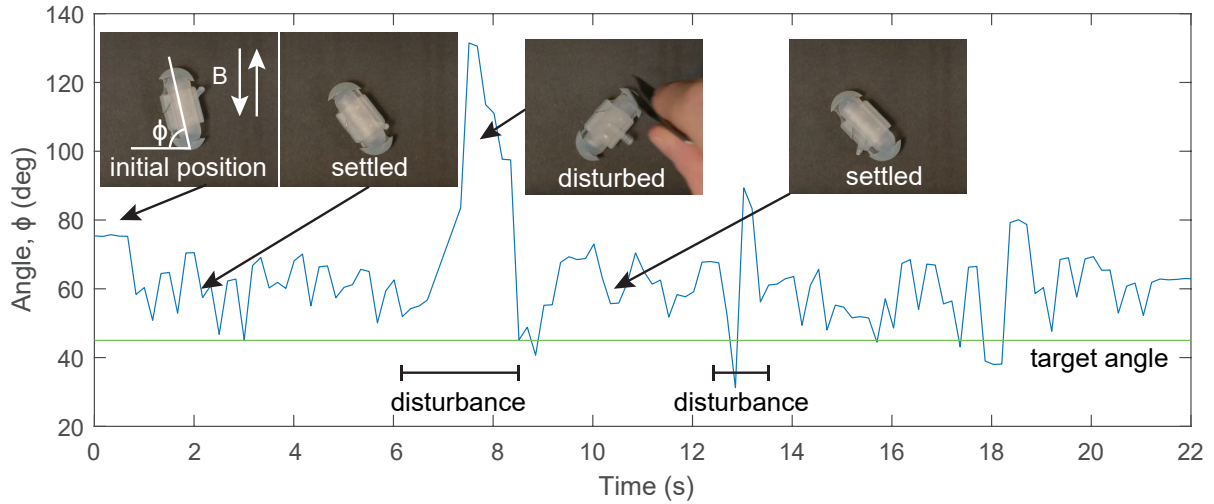 140
120
100
80
60
40
20
Angle, ϕ (deg)
B
ϕ
initial position
settled
disturbed
settled
target angle
disturbance
disturbance
0 2 4 6 8 10 12 14 16 18 20 22
Time (s)